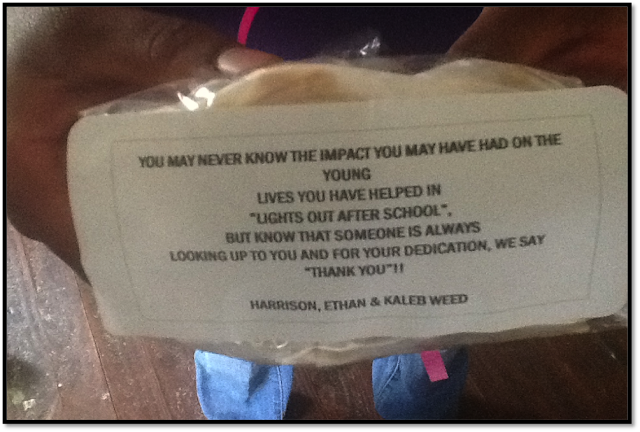 YOU MAY NEVER KNOW THE IMPACT YOU MAY HAVE HAD ON THE
YOUNG
LIVES YOU HAVE HELPED IN
"LIGHTS OUT AFTER SCHOOL",
BUT KNOW THAT SOMEONE IS ALWAYS
LOOKING UP TO YOU AND FOR YOUR DEDICATION, WE SAY
"THANK YOU"!!
HARRISON, ETHAN & KALEB WEED